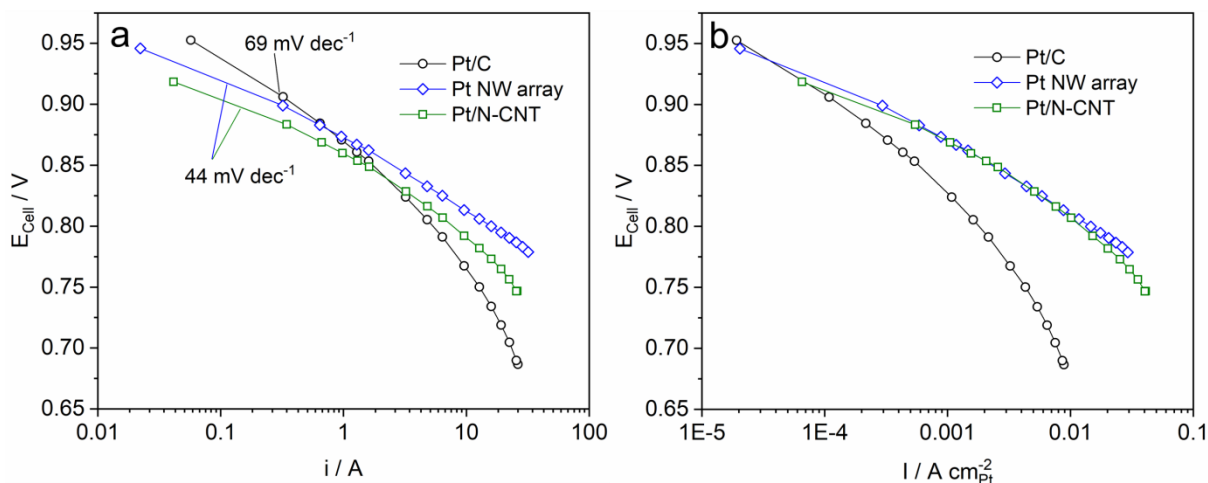 a
69 mV dec⁻¹
Pt/C
Pt NW array
Pt/N-CNT
44 mV dec⁻¹
E_Cell / V
0.95
0.90
0.85
0.80
0.75
0.70
0.65
0.01
0.1
1
10
100
i / A
b
Pt/C
Pt NW array
Pt/N-CNT
E_Cell / V
0.95
0.90
0.85
0.80
0.75
0.70
0.65
1E-5
1E-4
0.001
0.01
0.1
I / A cm⁻²_Pt